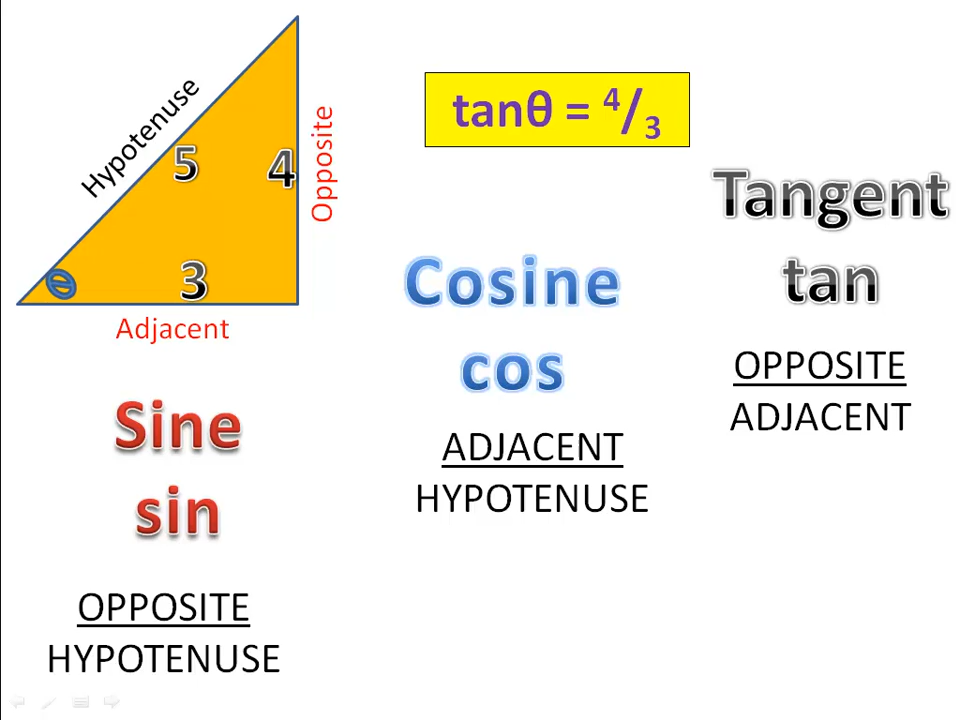 Hypotenuse
5
4
Opposite
θ
3
Adjacent
tanθ = ⁴/₃
Tangent
tan
OPPOSITE
ADJACENT
Cosine
cos
ADJACENT
HYPOTENUSE
Sine
sin
OPPOSITE
HYPOTENUSE